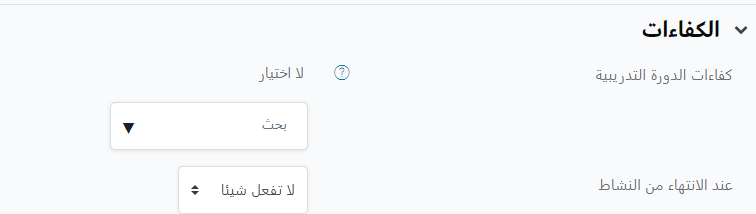 الكفاءات
كفاءات الدورة التدريبية
لا اختيار
بحث
عند الانتهاء من النشاط
لا تفعل شيئا